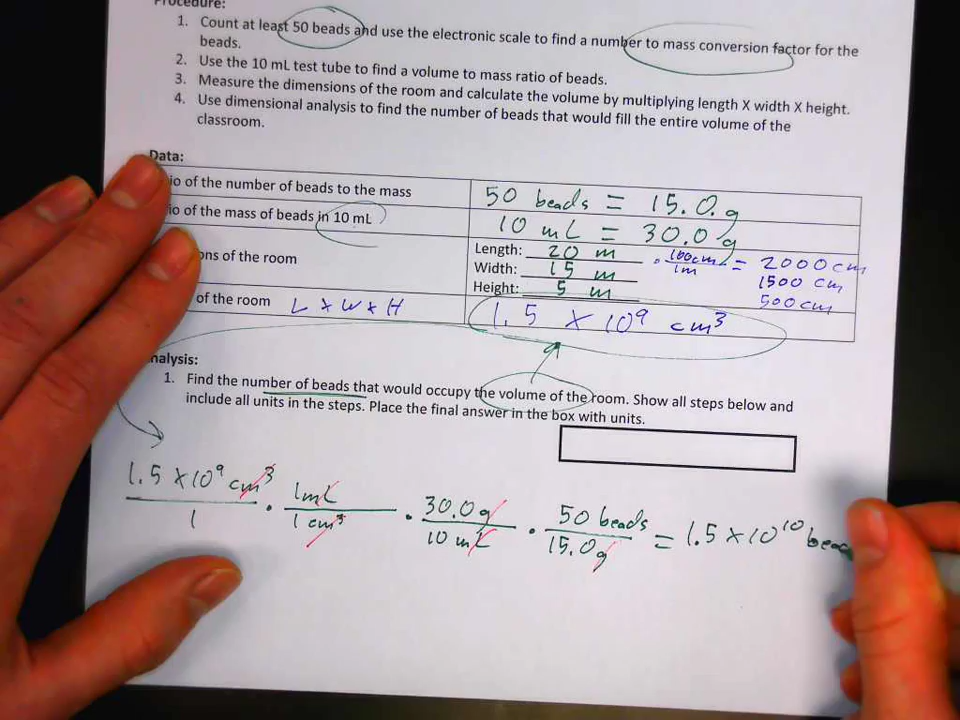 Procedure:
1. Count at least 50 beads and use the electronic scale to find a number to mass conversion factor for the
beads.
2. Use the 10 mL test tube to find a volume to mass ratio of beads.
3. Measure the dimensions of the room and calculate the volume by multiplying length X width X height.
4. Use dimensional analysis to find the number of beads that would fill the entire volume of the
classroom.
Data:
io of the number of beads to the mass 50 beads = 15.0 g
io of the mass of beads in 10 mL 10 mL = 30.0 g
ons of the room
Length: 20 m · 100cm/1m = 2000 cm
Width: 15 m 1500 cm
Height: 5 m 500 cm
of the room L x W x H 1.5 X 10⁹ cm³
nalysis:
1. Find the number of beads that would occupy the volume of the room. Show all steps below and
include all units in the steps. Place the final answer in the box with units.
1.5 x 10⁹ cm³/1 · 1mL/1 cm³ · 30.0g/10 mL · 50 beads/15.0g = 1.5 x 10¹⁰ bea